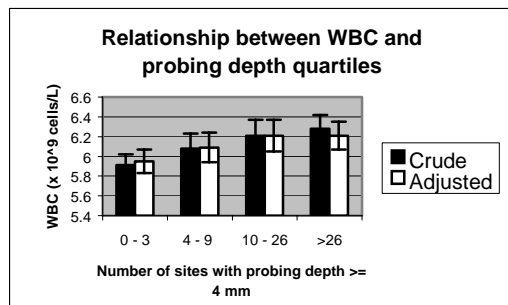 Relationship between WBC and
probing depth quartiles
WBC (x 10^9 cells/L)
6.6
6.4
6.2
6
5.8
5.6
5.4
0 - 3
4 - 9
10 - 26
>26
Number of sites with probing depth >=
4 mm
Crude
Adjusted